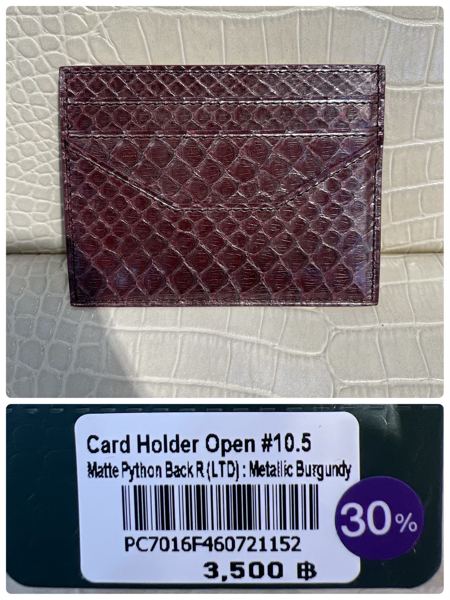 Card Holder Open #10.5
Matte Python Back R (LTD) : Metallic Burgundy
PC7016F460721152
3,500 ฿
30%